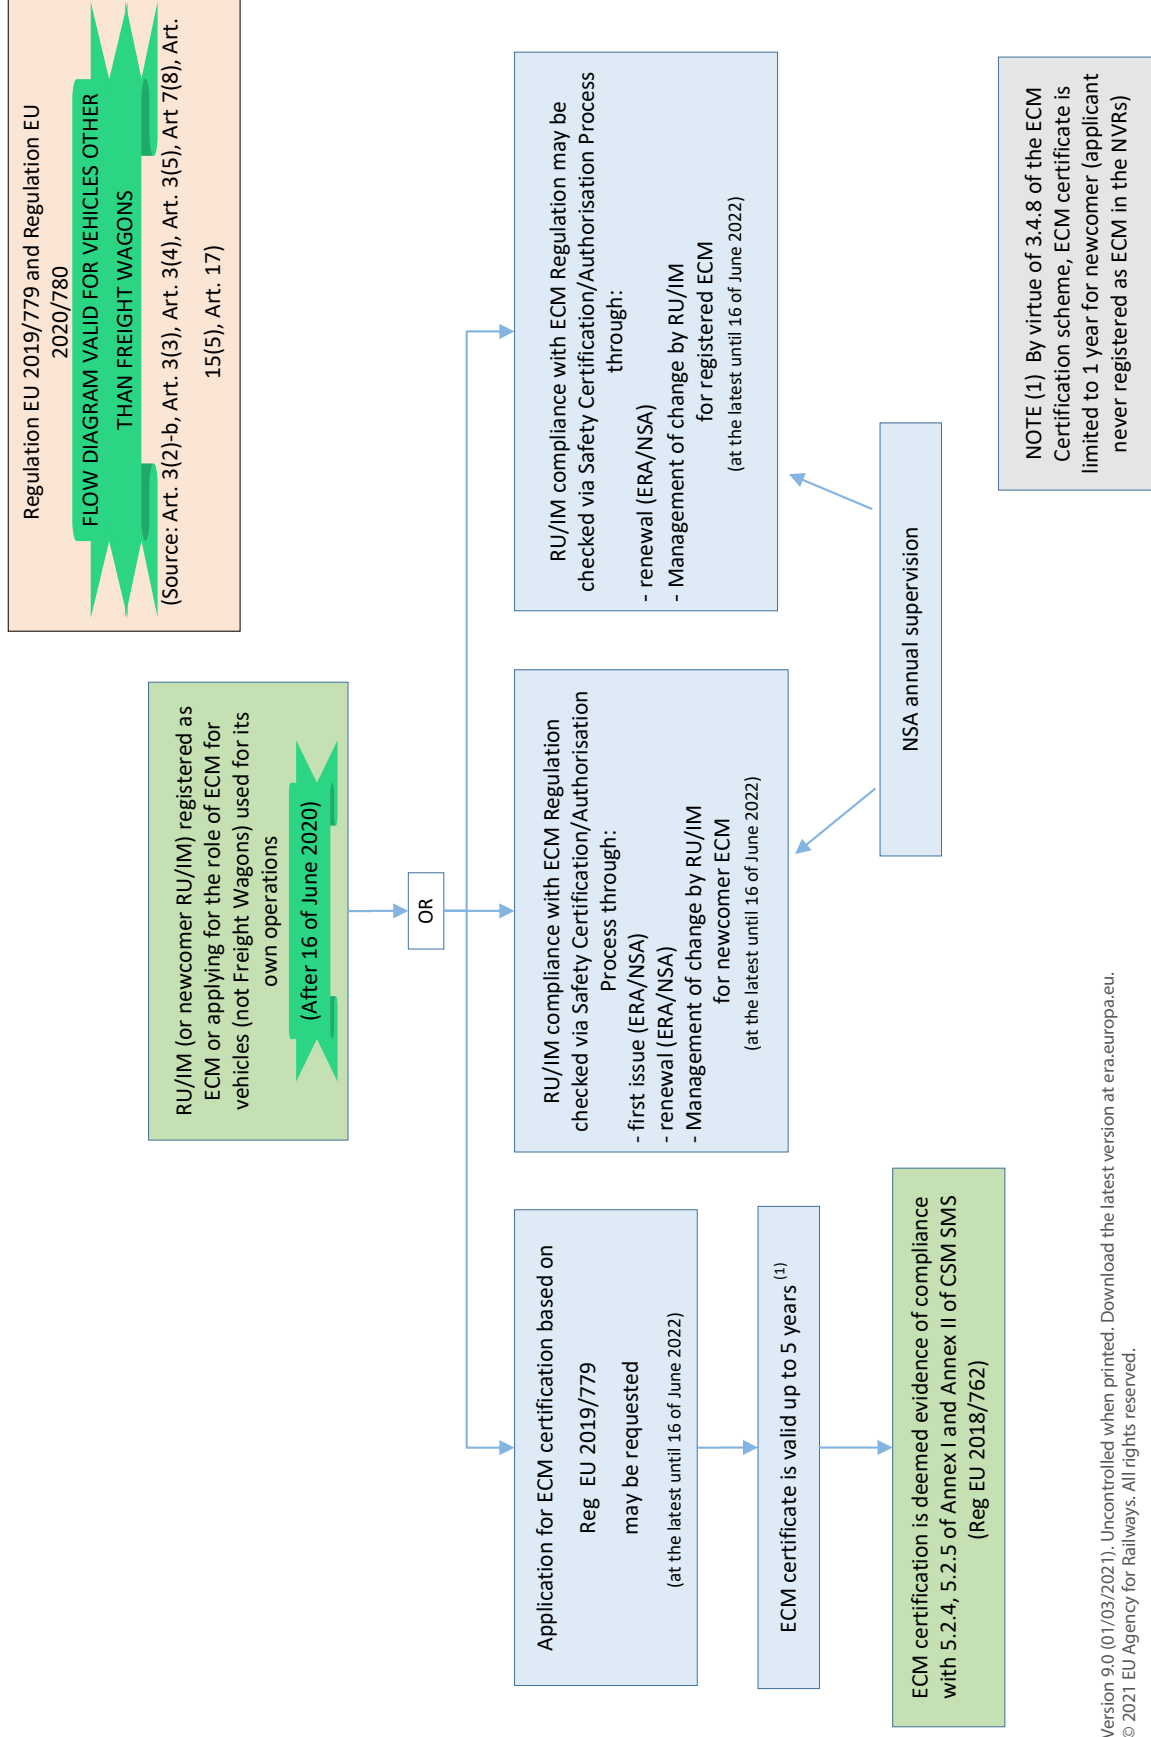 Regulation EU 2019/779 and Regulation EU
2020/780
FLOW DIAGRAM VALID FOR VEHICLES OTHER
THAN FREIGHT WAGONS
(Source: Art. 3(2)-b, Art. 3(3), Art. 3(4), Art. 3(5), Art 7(8), Art.
15(5), Art. 17)
RU/IM (or newcomer RU/IM) registered as
ECM or applying for the role of ECM for
vehicles (not Freight Wagons) used for its
own operations
(After 16 of June 2020)
OR
Application for ECM certification based on
Reg EU 2019/779
may be requested
(at the latest until 16 of June 2022)
ECM certificate is valid up to 5 years (1)
ECM certification is deemed evidence of compliance
with 5.2.4, 5.2.5 of Annex I and Annex II of CSM SMS
(Reg EU 2018/762)
RU/IM compliance with ECM Regulation
checked via Safety Certification/Authorisation
Process through:
- first issue (ERA/NSA)
- renewal (ERA/NSA)
- Management of change by RU/IM
for newcomer ECM
(at the latest until 16 of June 2022)
RU/IM compliance with ECM Regulation may be
checked via Safety Certification/Authorisation Process
through:
- renewal (ERA/NSA)
- Management of change by RU/IM
for registered ECM
(at the latest until 16 of June 2022)
NSA annual supervision
NOTE (1) By virtue of 3.4.8 of the ECM
Certification scheme, ECM certificate is
limited to 1 year for newcomer (applicant
never registered as ECM in the NVRs)
Version 9.0 (01/03/2021). Uncontrolled when printed. Download the latest version at era.europa.eu.
© 2021 EU Agency for Railways. All rights reserved.